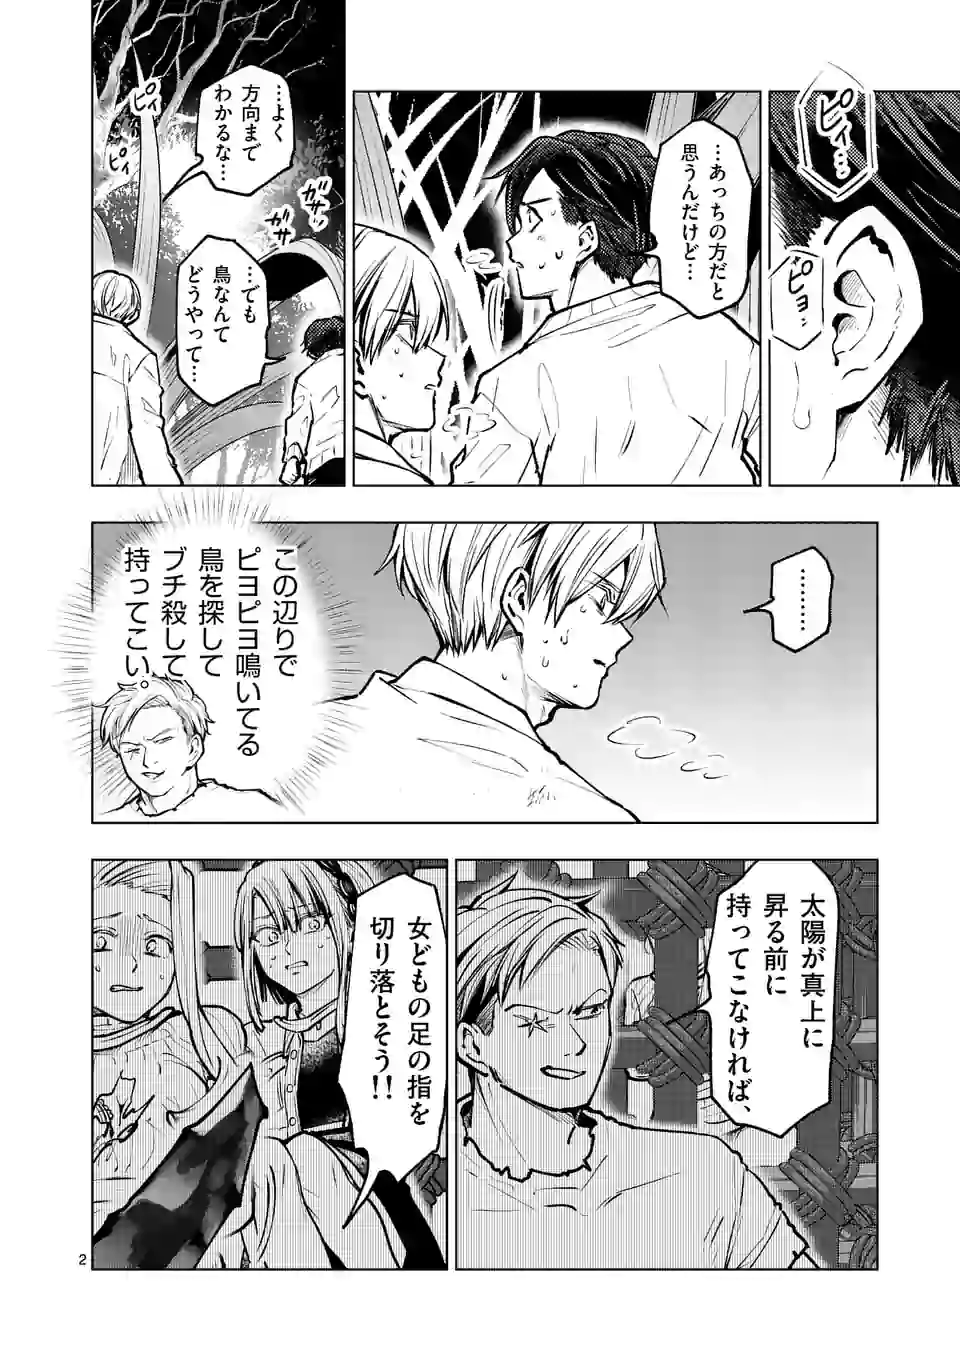 ピィ…
ピョ…
…あっちの方だと
思うんだけど…
…よく
方向まで
わかるな…
ピィ
ピィ
ガサ…
ガサ
…でも
鳥なんて
どうやって…
………
この辺りで
ピヨピヨ鳴いてる
鳥を探して
ブチ殺して
持ってこい。
太陽が真上に
昇る前に
持ってこなければ、
女どもの足の指を
切り落とそう!!
2